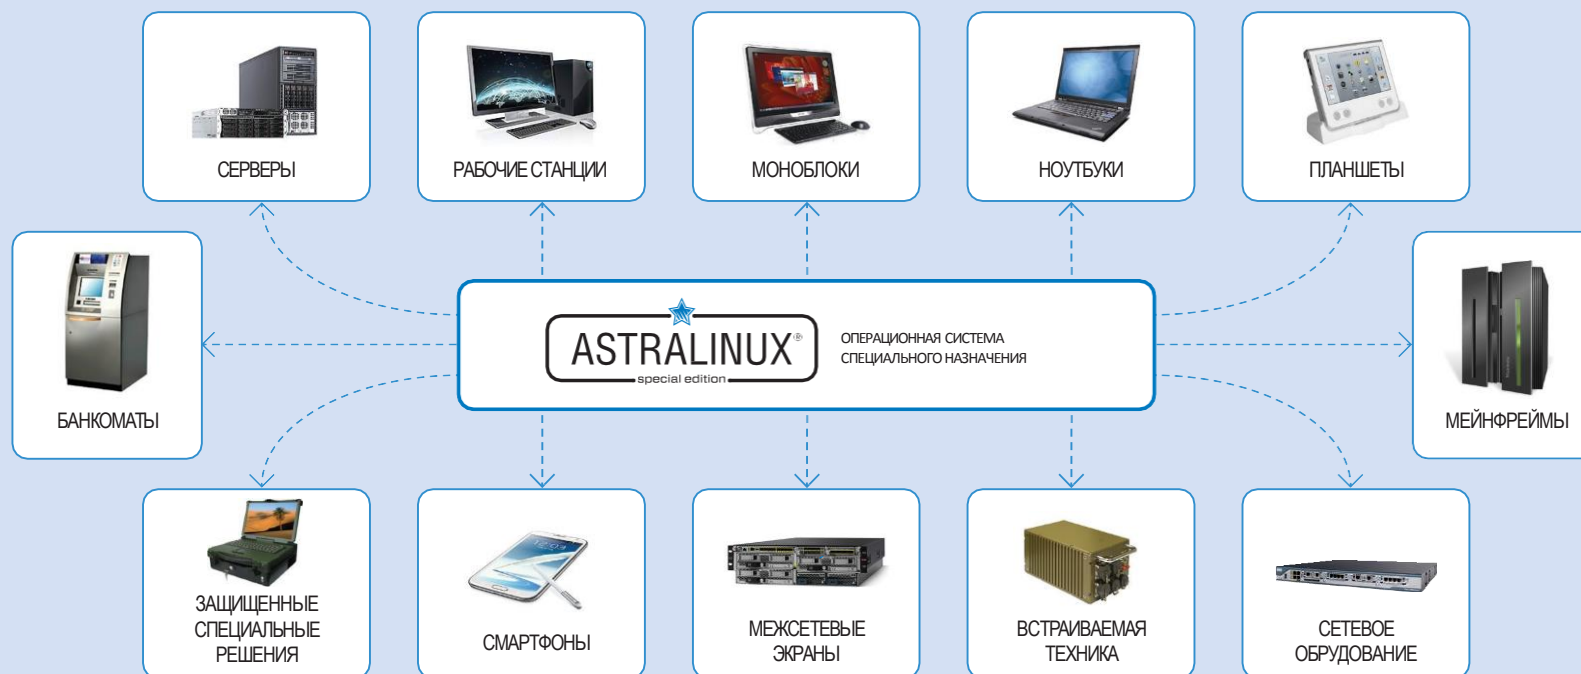 СЕРВЕРЫ
РАБОЧИЕ СТАНЦИИ
МОНОБЛОКИ
НОУТБУКИ
ПЛАНШЕТЫ
БАНКОМАТЫ
ASTRALINUX®
special edition
ОПЕРАЦИОННАЯ СИСТЕМА
СПЕЦИАЛЬНОГО НАЗНАЧЕНИЯ
МЕЙНФРЕЙМЫ
ЗАЩИЩЕННЫЕ
СПЕЦИАЛЬНЫЕ
РЕШЕНИЯ
СМАРТФОНЫ
МЕЖСЕТЕВЫЕ
ЭКРАНЫ
ВСТРАИВАЕМАЯ
ТЕХНИКА
СЕТЕВОЕ
ОБРУДОВАНИЕ